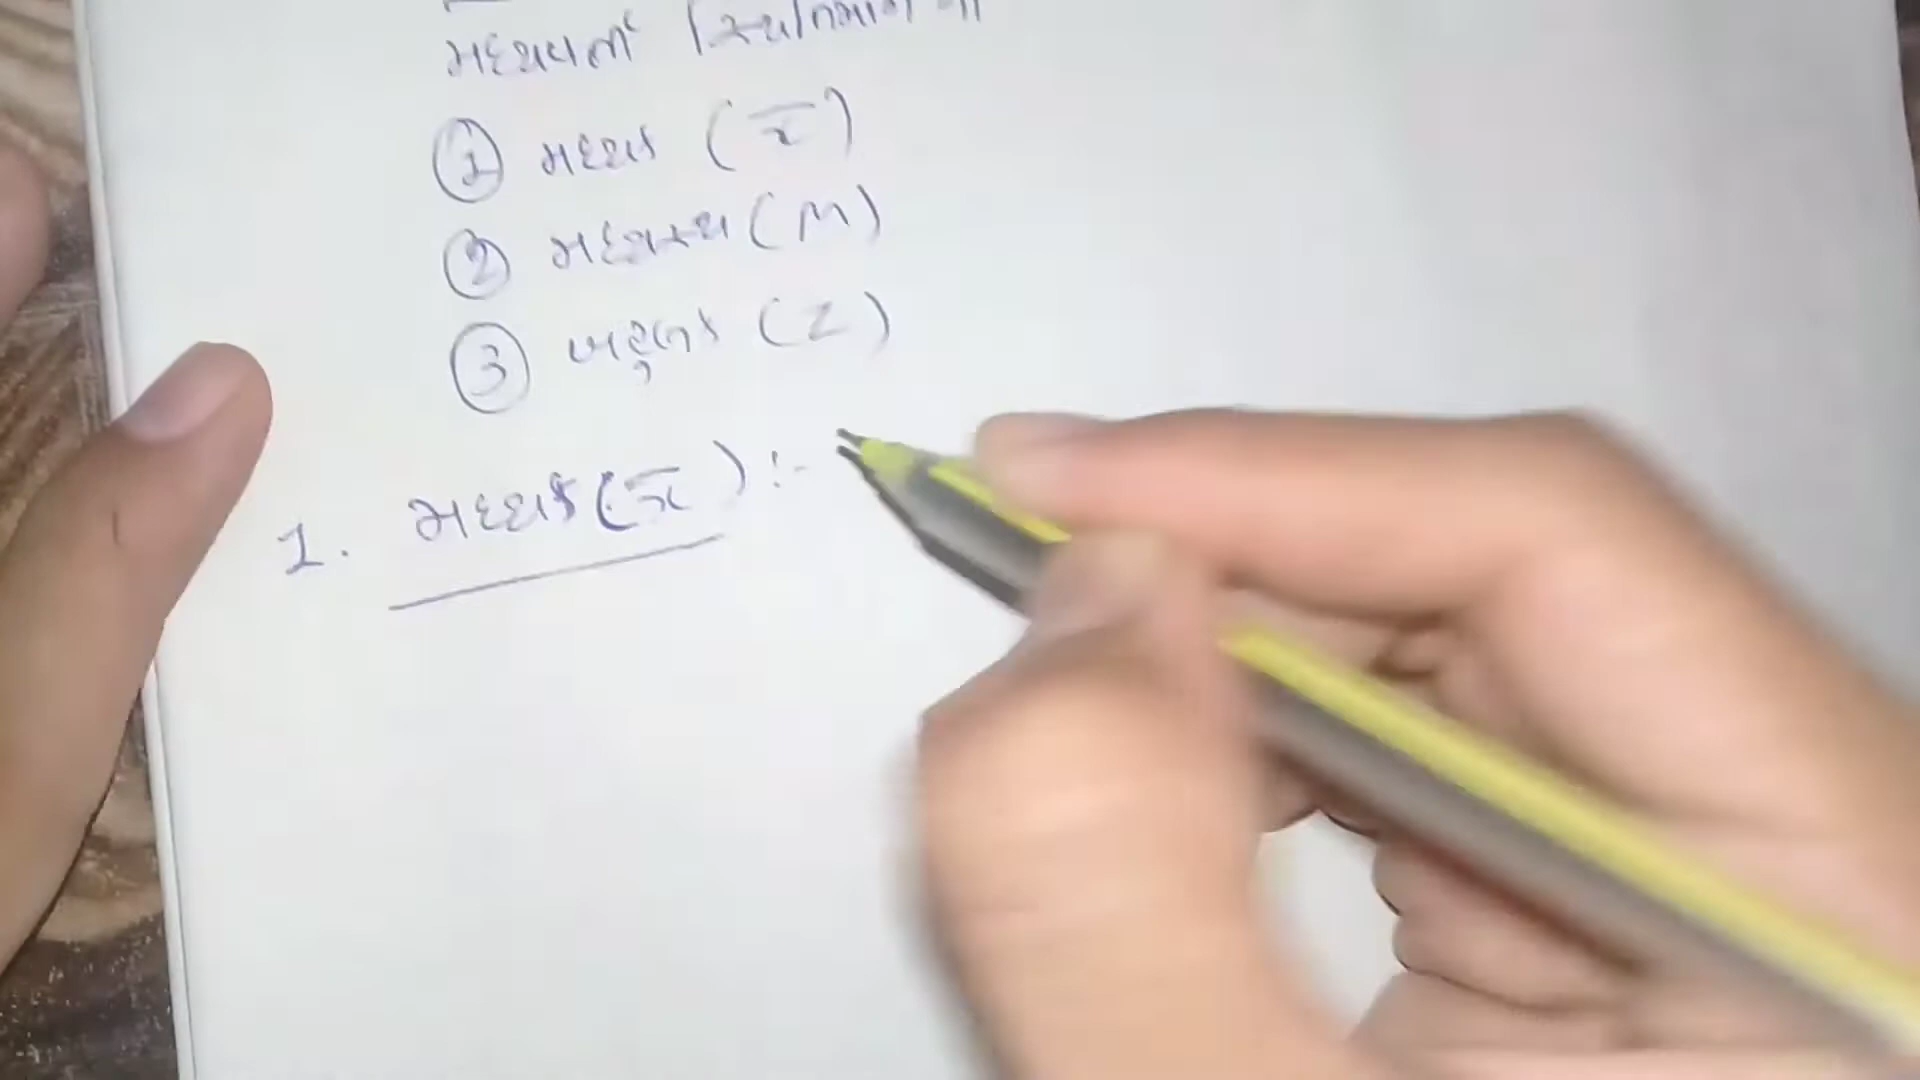 મધ્યવર્તી સ્થિતિમાનના
① મધ્યક (x̄)
② મધ્યસ્થ (M)
③ બહુલક (Z)
1. મધ્યક (x̄) :-